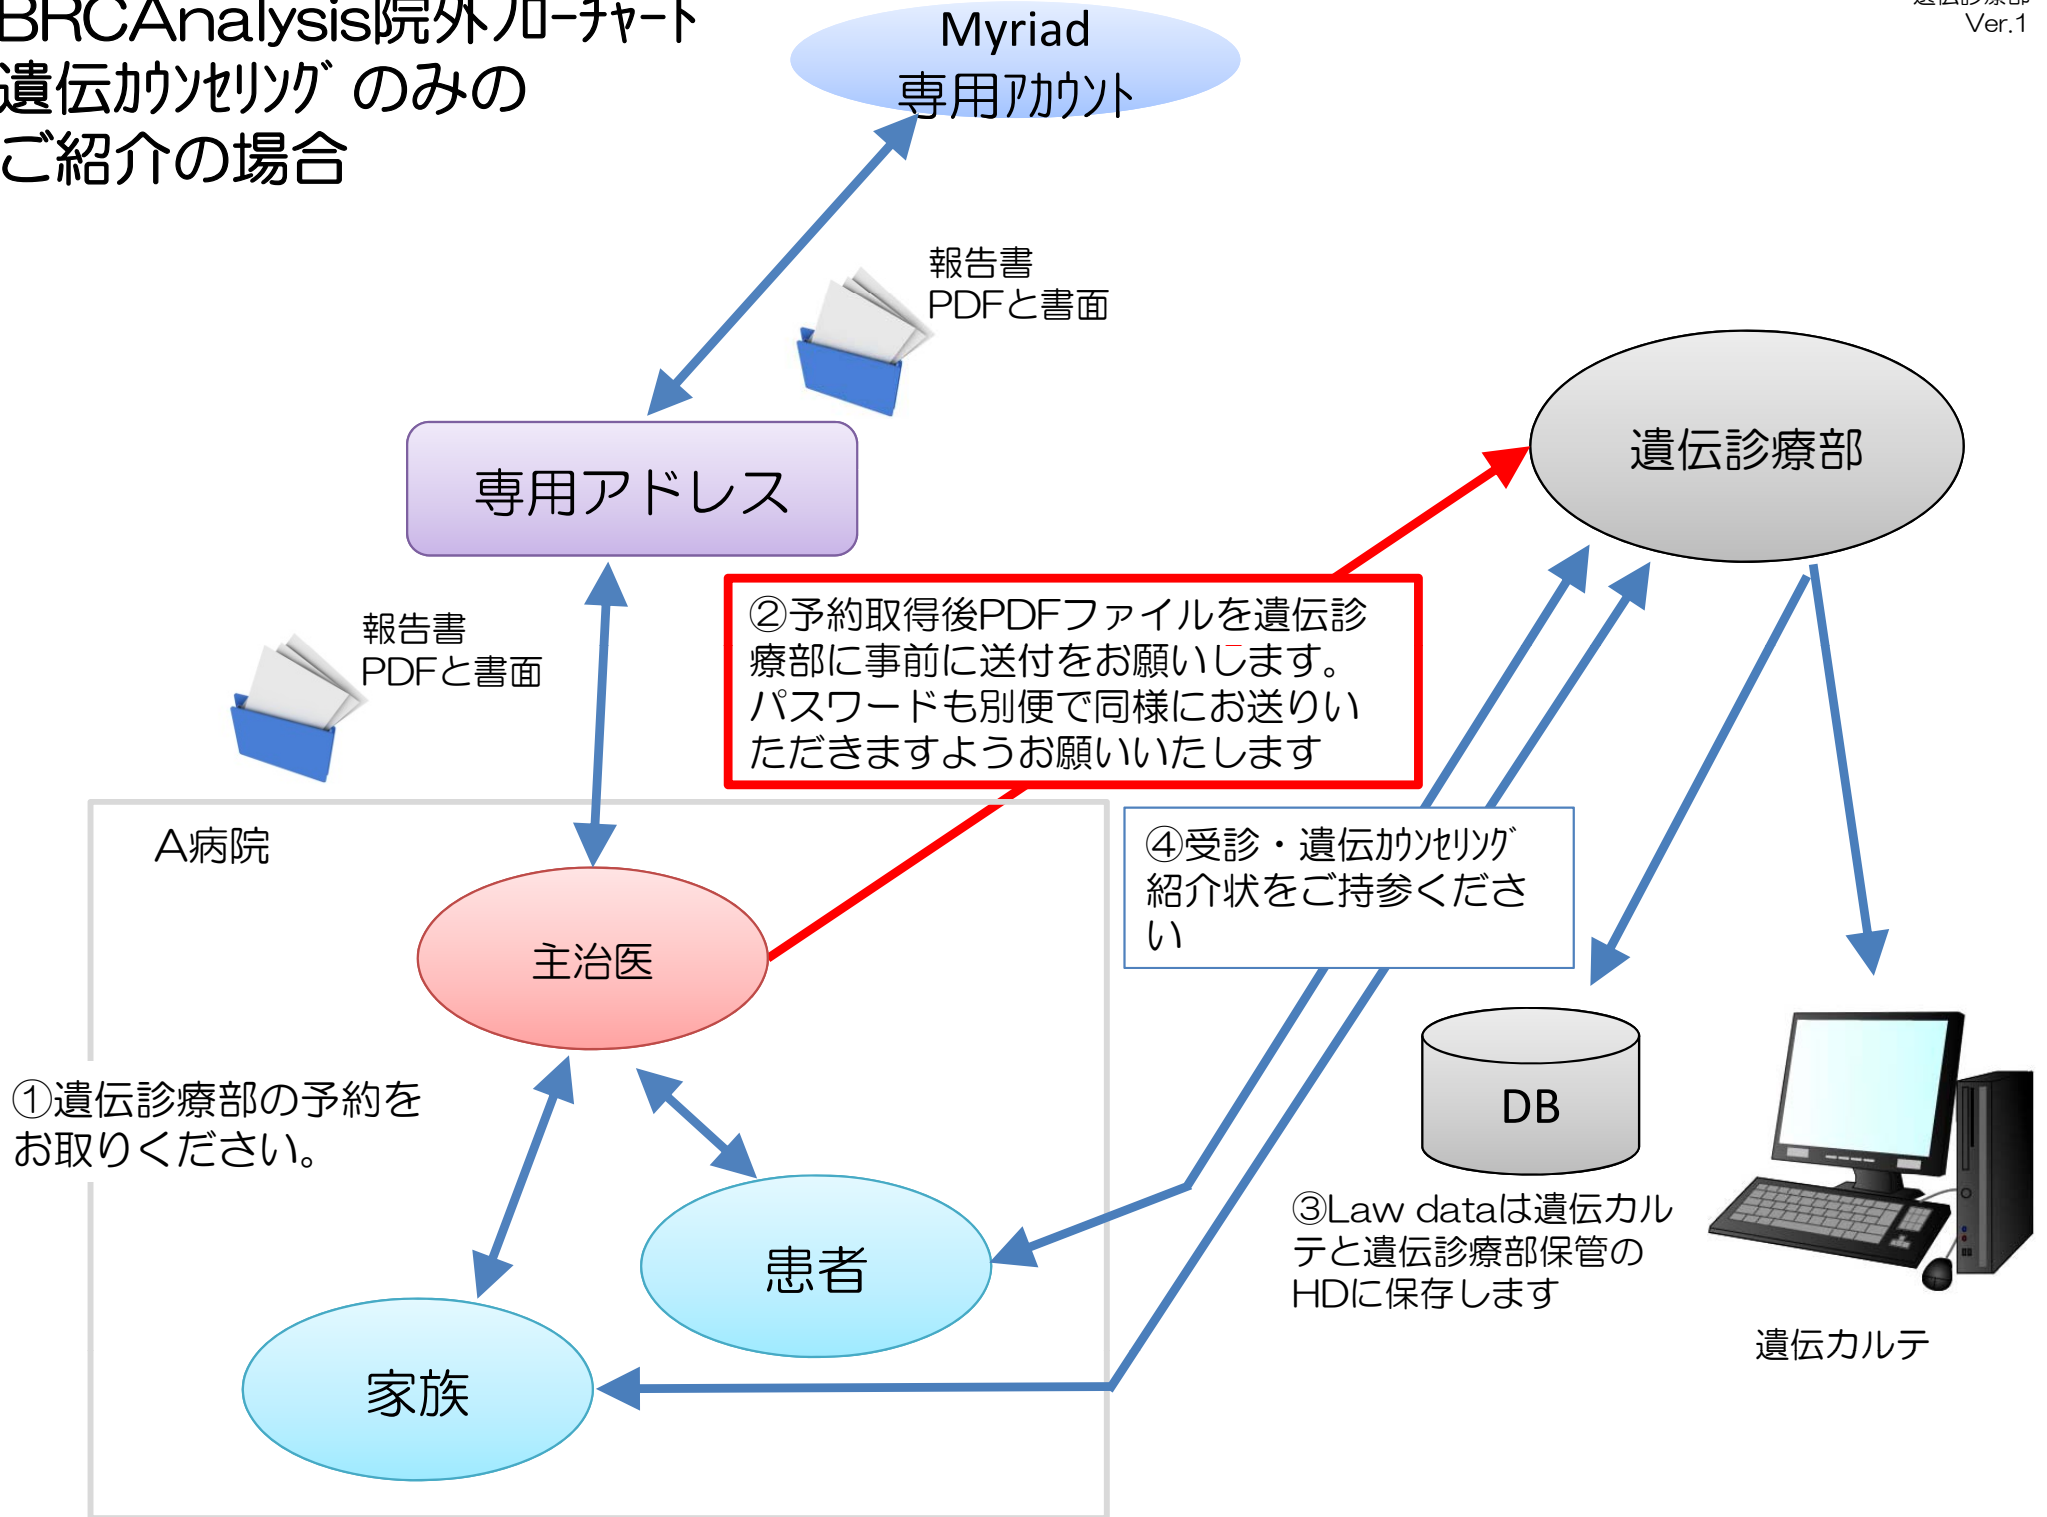 BRCAnalysis院外ﾌﾛｰﾁｬｰﾄ
遺伝ｶｳﾝｾﾘﾝｸﾞのみの
ご紹介の場合
遺伝診療部
Ver.1
Myriad
専用ｱｶｳﾝﾄ
報告書
PDFと書面
専用アドレス
遺伝診療部
報告書
PDFと書面
②予約取得後PDFファイルを遺伝診
療部に事前に送付をお願いします。
パスワードも別便で同様にお送りい
ただきますようお願いいたします
A病院
④受診・遺伝ｶｳﾝｾﾘﾝｸﾞ
紹介状をご持参くださ
い
主治医
①遺伝診療部の予約を
お取りください。
DB
患者
③Law dataは遺伝カル
テと遺伝診療部保管の
HDに保存します
遺伝カルテ
家族